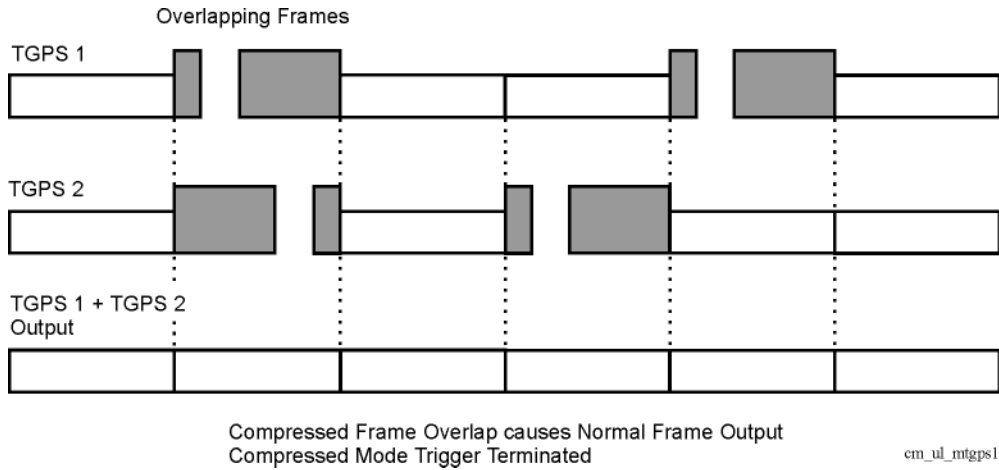 Overlapping Frames
TGPS 1
TGPS 2
TGPS 1 + TGPS 2
Output
Compressed Frame Overlap causes Normal Frame Output
Compressed Mode Trigger Terminated
cm_ul_mtgps1